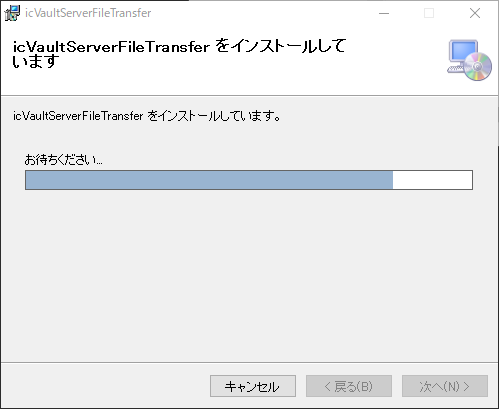 icVaultServerFileTransfer
icVaultServerFileTransfer をインストールして
います
icVaultServerFileTransfer をインストールしています。
お待ちください...
キャンセル
< 戻る(B)
次へ(N) >